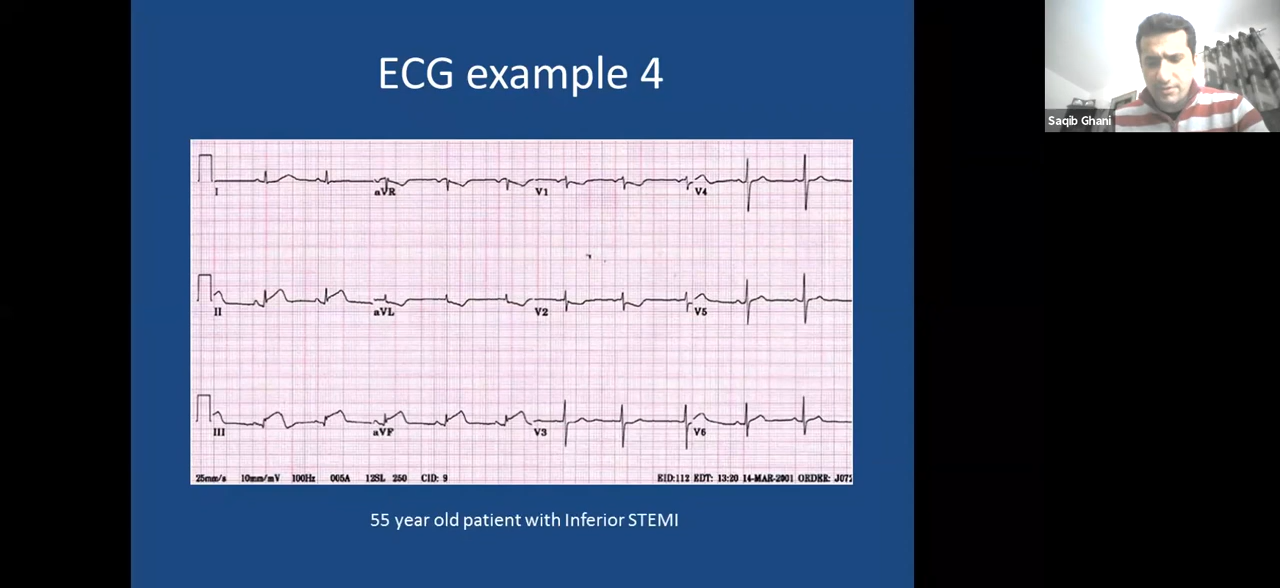 ECG example 4
Saqib Ghani
I
aVR
V1
V4
II
aVL
V2
V5
III
aVF
V3
V6
25mm/s 10mm/mV 100Hz 005A 12SL 250 CID: 9
EID:112 EDT: 13:20 14-MAR-2001 ORDER:
55 year old patient with Inferior STEMI